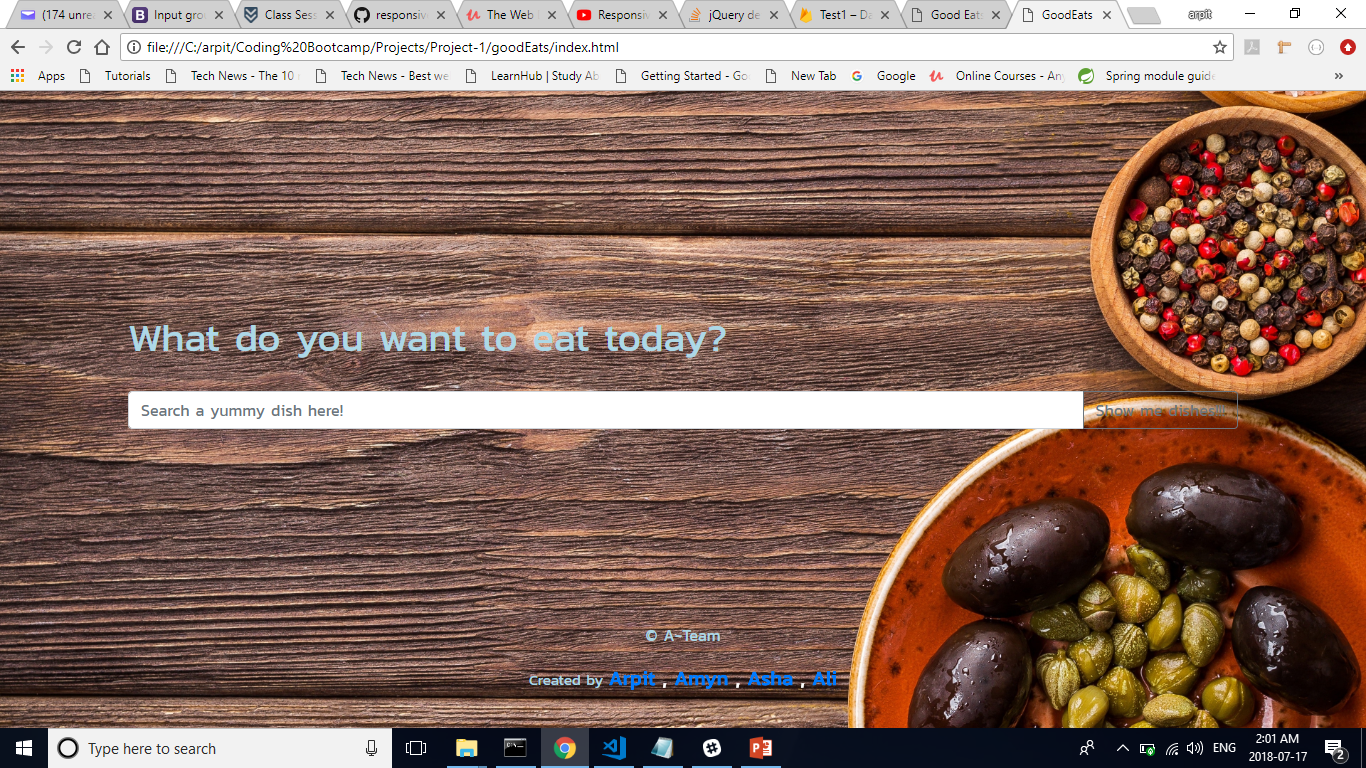 (174 unre
Input gro
Class Sess
responsive
The Web
Responsiv
jQuery de
Test1 – Da
Good Eats
GoodEats
arpit
file:///C:/arpit/Coding%20Bootcamp/Projects/Project-1/goodEats/index.html
Apps Tutorials Tech News - The 10 Tech News - Best we LearnHub | Study Ab Getting Started - Go New Tab Google Online Courses - Any Spring module guide »
What do you want to eat today?
Search a yummy dish here! Show me dishes!!!
© A-Team
Created by Arpit , Amyn , Asha , Ali
Type here to search
ENG
2:01 AM
2018-07-17
2